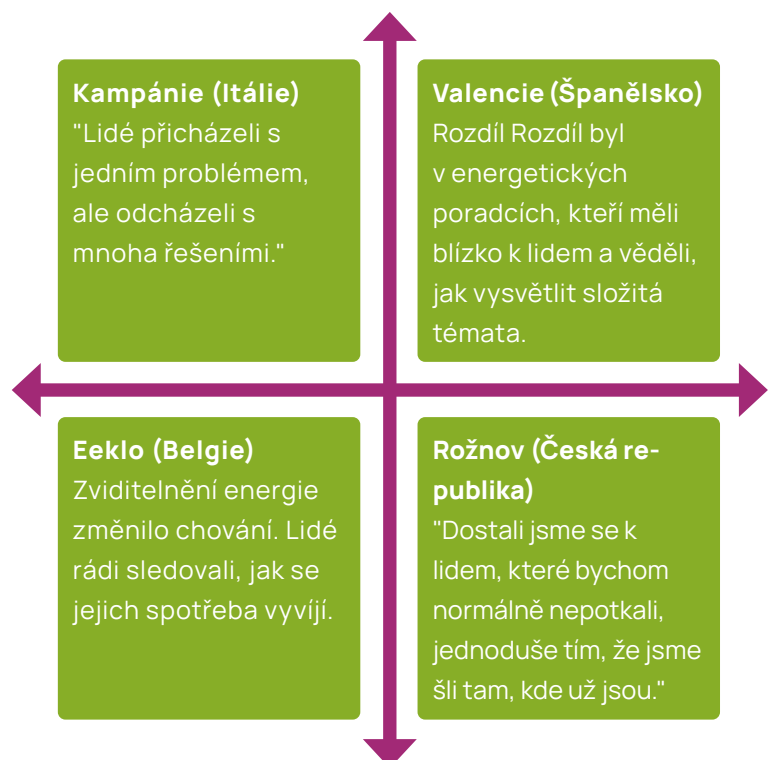 Kampánie (Itálie)
"Lidé přicházeli s
jedním problémem,
ale odcházeli s
mnoha řešeními."
Valencie (Španělsko)
Rozdíl Rozdíl byl
v energetických
poradcích, kteří měli
blízko k lidem a věděli,
jak vysvětlit složitá
témata.
Eeklo (Belgie)
Zviditelnění energie
změnilo chování. Lidé
rádi sledovali, jak se
jejich spotřeba vyvíjí.
Rožnov (Česká re-
publika)
"Dostali jsme se k
lidem, které bychom
normálně nepotkali,
jednoduše tím, že jsme
šli tam, kde už jsou."